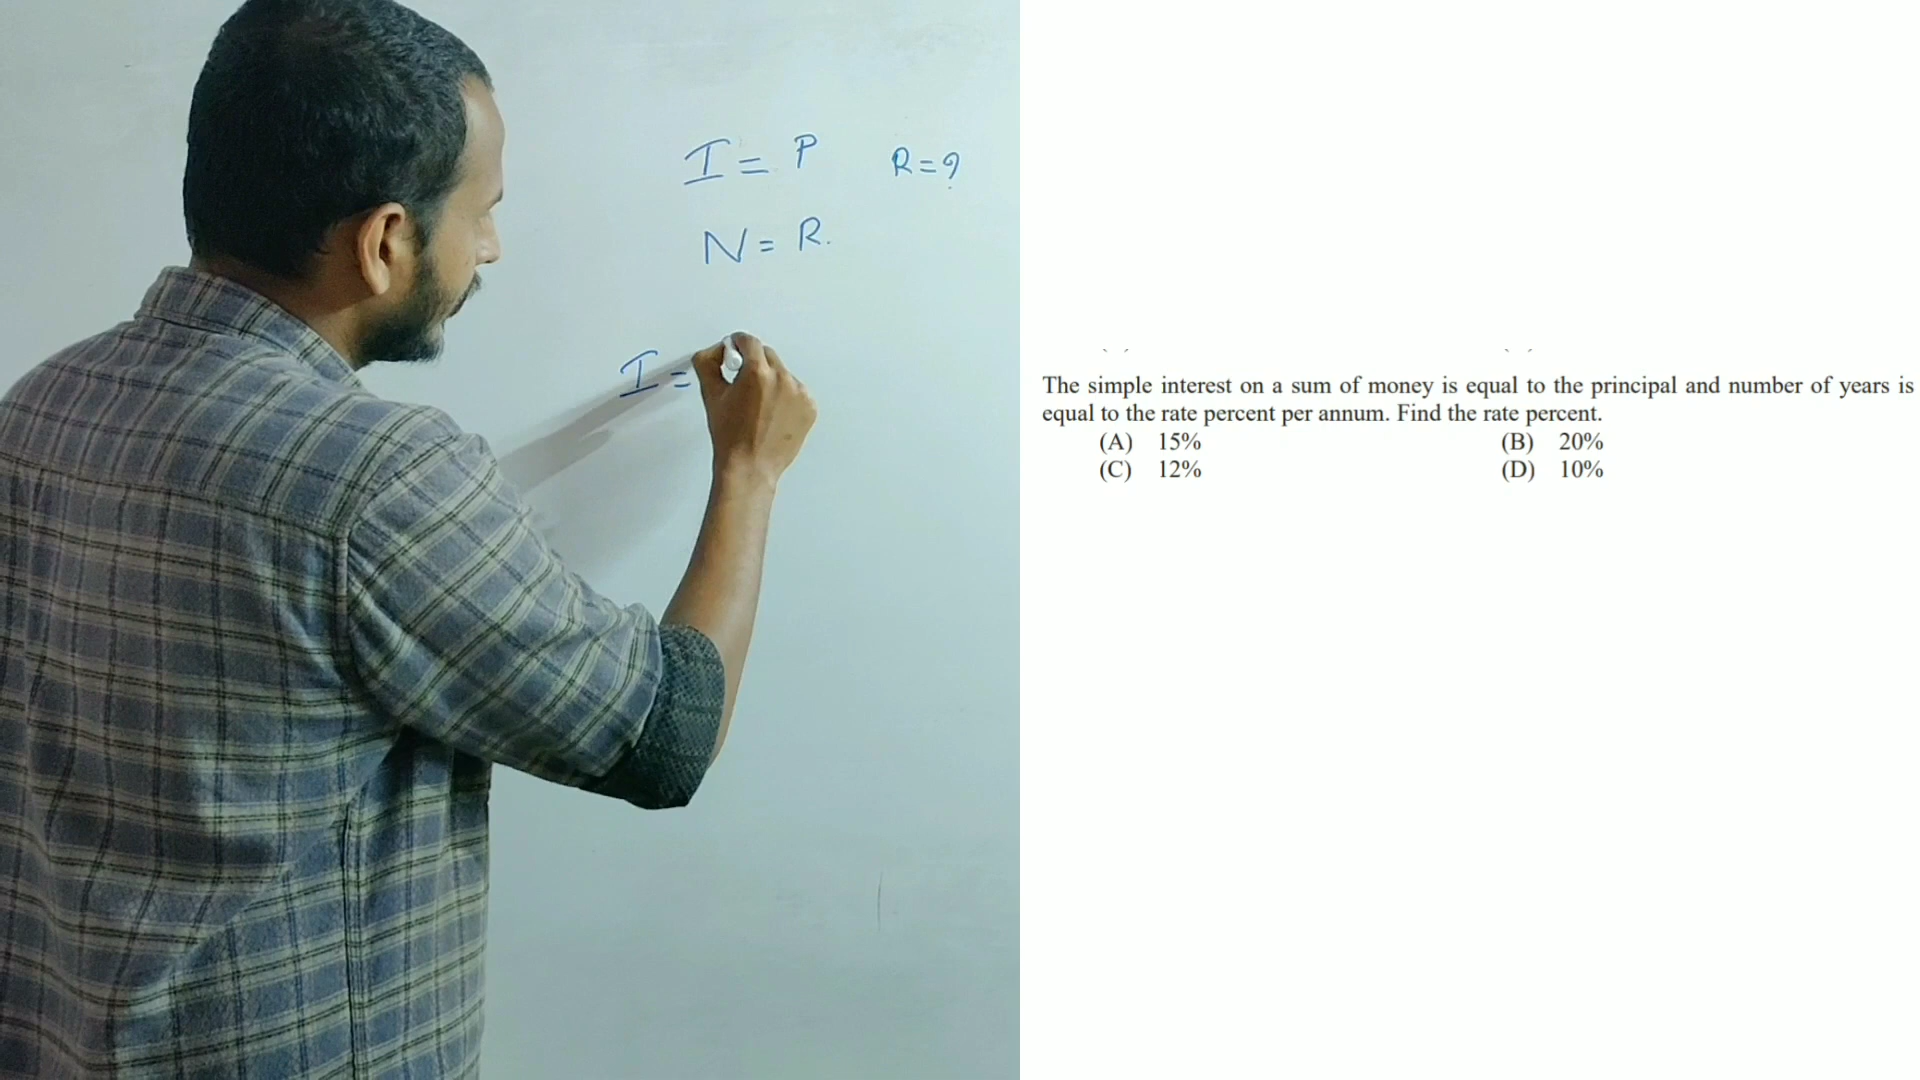 I = P R = ?
N = R.
I =
The simple interest on a sum of money is equal to the principal and number of years is
equal to the rate percent per annum. Find the rate percent.
(A) 15% (B) 20%
(C) 12% (D) 10%